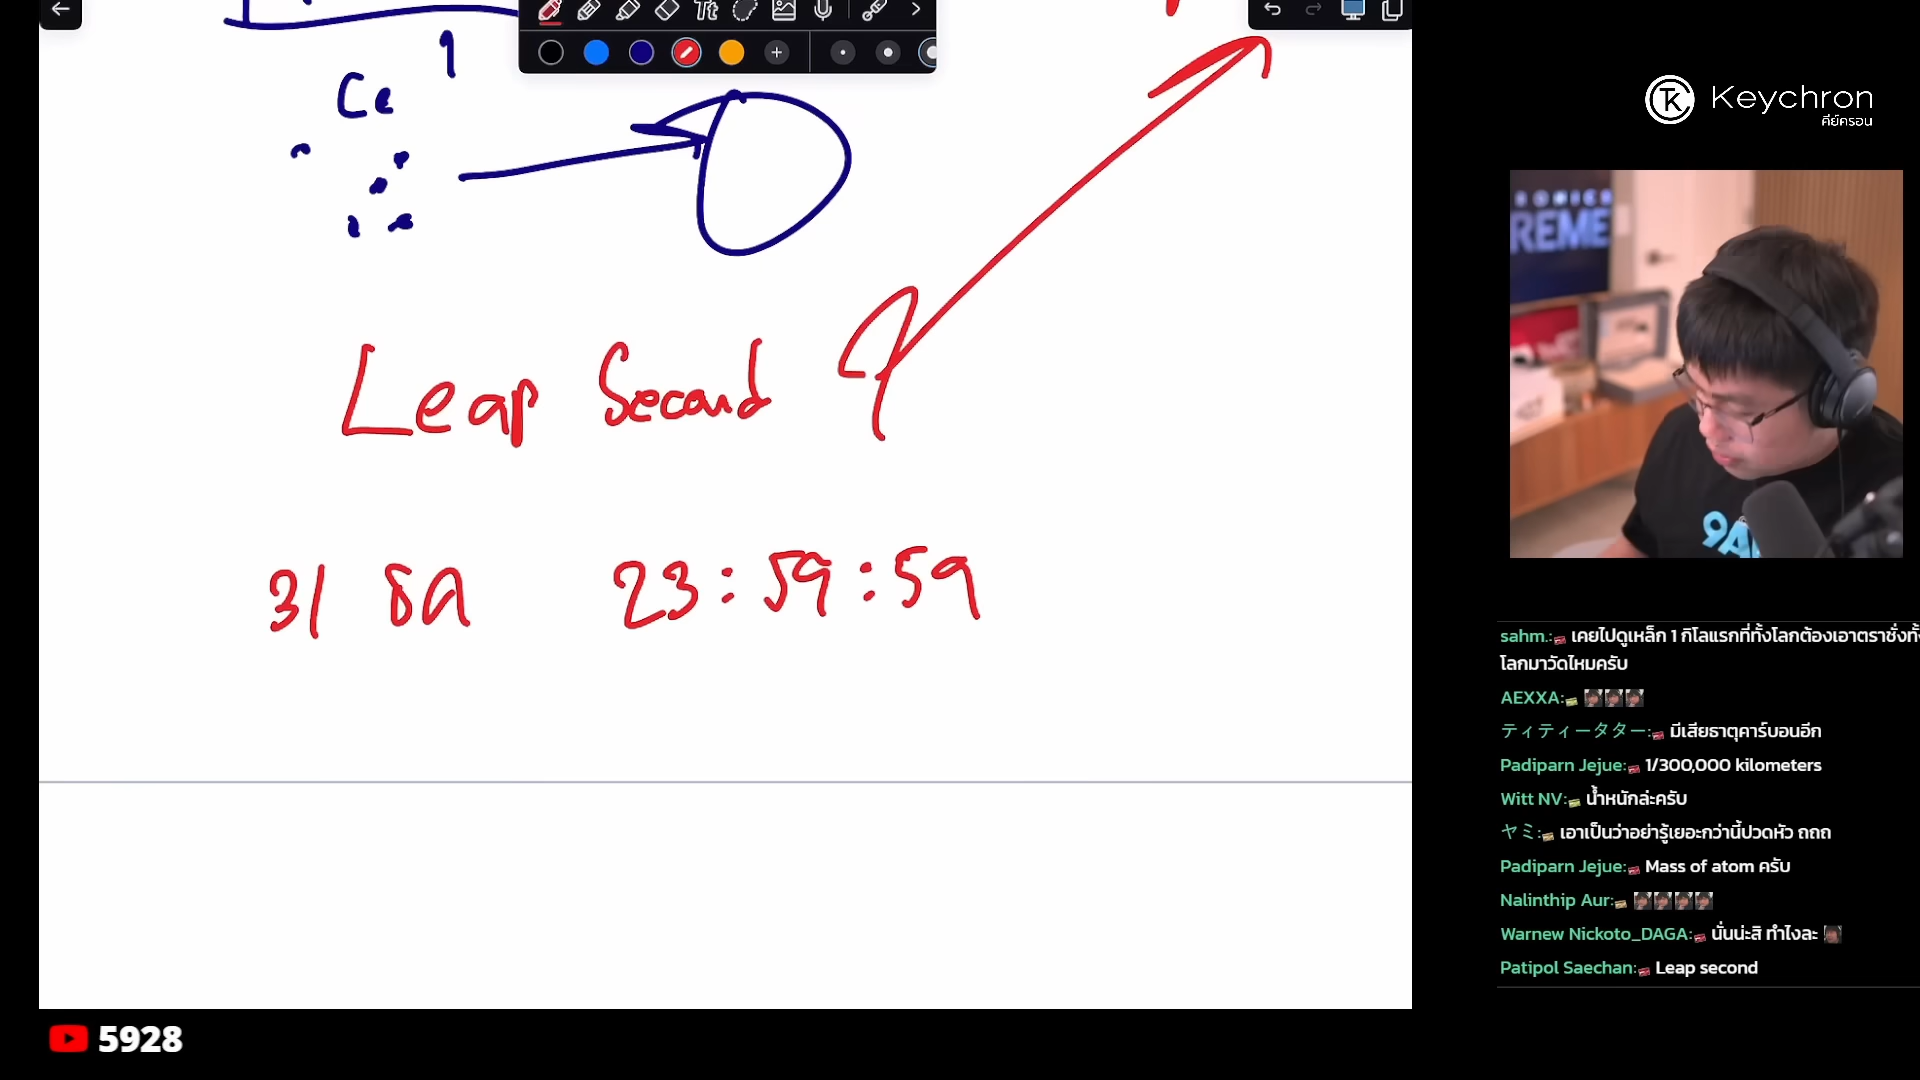 1
Ce
Leap Second
31 ธค 23:59:59
Tt
Keychron
คีย์ครอน
ONICS
REME
9A
sahm.: เคยไปดูเหล็ก 1 กิโลแรกที่ทั้งโลกต้องเอาตราชั่งทั้ง
โลกมาวัดไหมครับ
AEXXA:
ティティータター: มีเสียธาตุคาร์บอนอีก
Padiparn Jejue: 1/300,000 kilometers
Witt NV: น้ำหนักล่ะครับ
ヤミ: เอาเป็นว่าอย่ารู้เยอะกว่านี้ปวดหัว ถถถ
Padiparn Jejue: Mass of atom ครับ
Nalinthip Aur:
Warnew Nickoto_DAGA: นั่นน่ะสิ ทำไงละ
Patipol Saechan: Leap second
5928